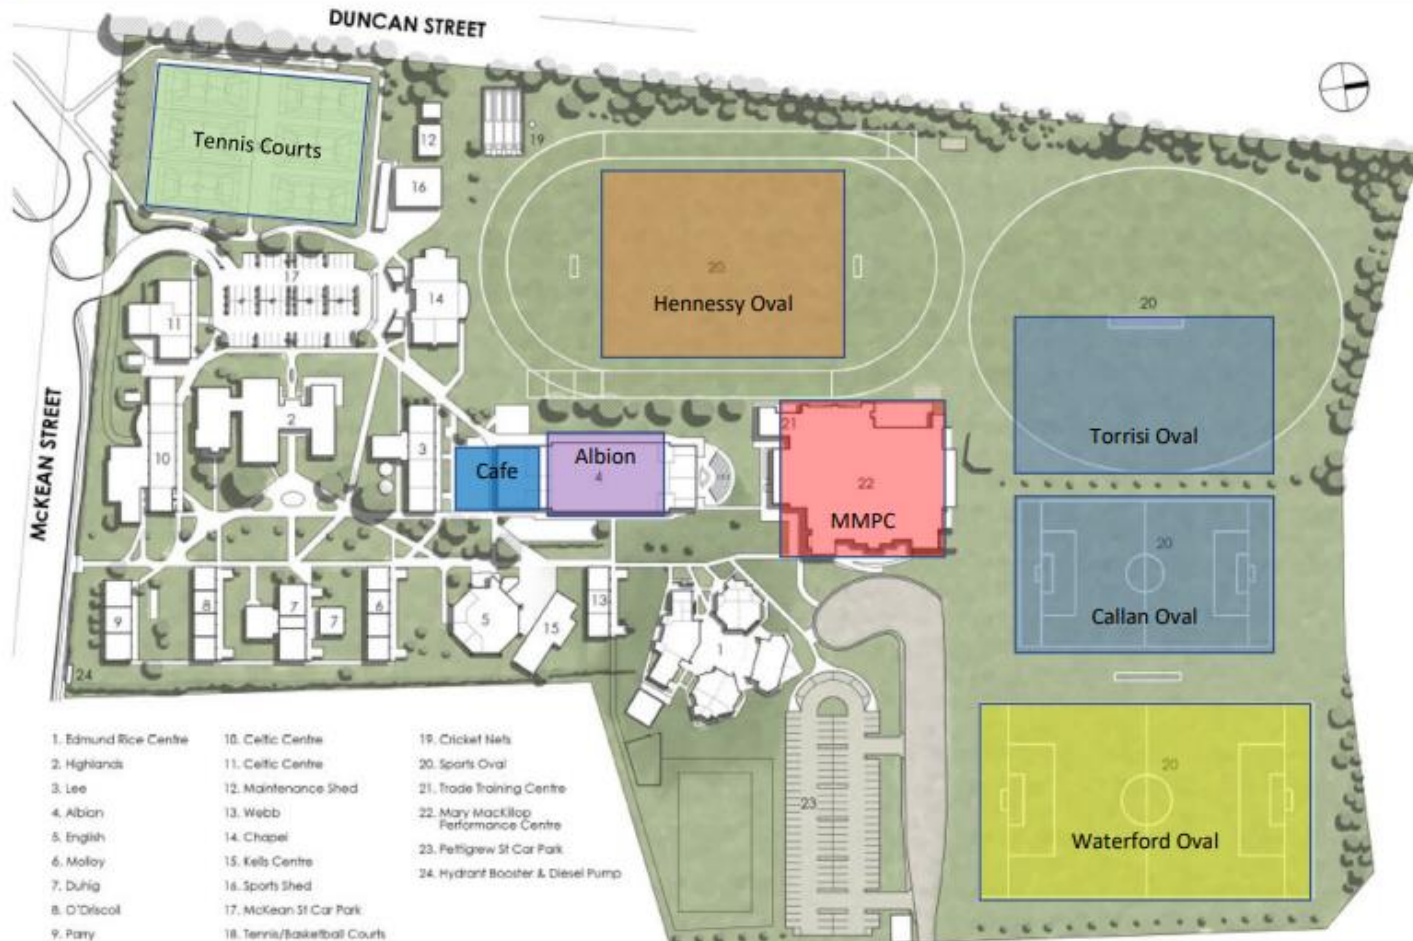 DUNCAN STREET
Tennis Courts
12
19
16
20
Hennessy Oval
17
14
11
20
Torrisi Oval
McKEAN STREET
2
10
3
Cafe
Albion
4
21
22
MMPC
20
Callan Oval
9
8
7
7
6
5
15
13
1
24
23
20
Waterford Oval
1. Edmund Rice Centre
2. Highlands
3. Lee
4. Albion
5. English
6. Molloy
7. Duhig
8. O'Driscoll
9. Parry
10. Celtic Centre
11. Celtic Centre
12. Maintenance Shed
13. Webb
14. Chapel
15. Kells Centre
16. Sports Shed
17. McKean St Car Park
18. Tennis/Basketball Courts
19. Cricket Nets
20. Sports Oval
21. Trade Training Centre
22. Mary MacKillop
Performance Centre
23. Pettigrew St Car Park
24. Hydrant Booster & Diesel Pump